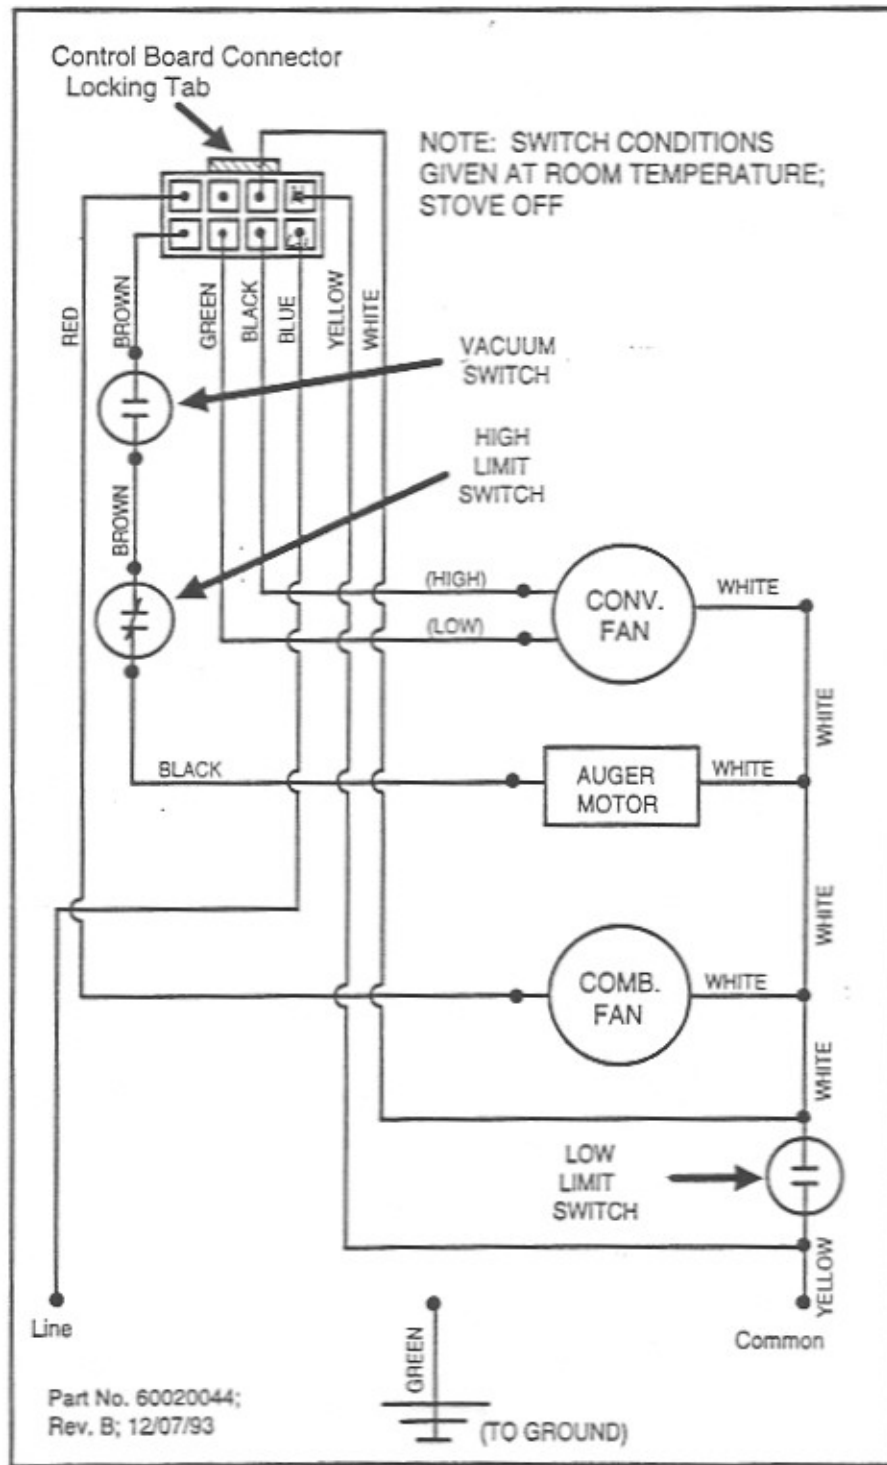 Control Board Connector
Locking Tab
NOTE: SWITCH CONDITIONS
GIVEN AT ROOM TEMPERATURE;
STOVE OFF
RED
BROWN
GREEN
BLACK
BLUE
YELLOW
WHITE
VACUUM
SWITCH
HIGH
LIMIT
SWITCH
BROWN
(HIGH)
(LOW)
CONV.
FAN
WHITE
WHITE
BLACK
AUGER
MOTOR
WHITE
WHITE
COMB.
FAN
WHITE
WHITE
LOW
LIMIT
SWITCH
YELLOW
Line
Common
GREEN
(TO GROUND)
Part No. 60020044;
Rev. B; 12/07/93